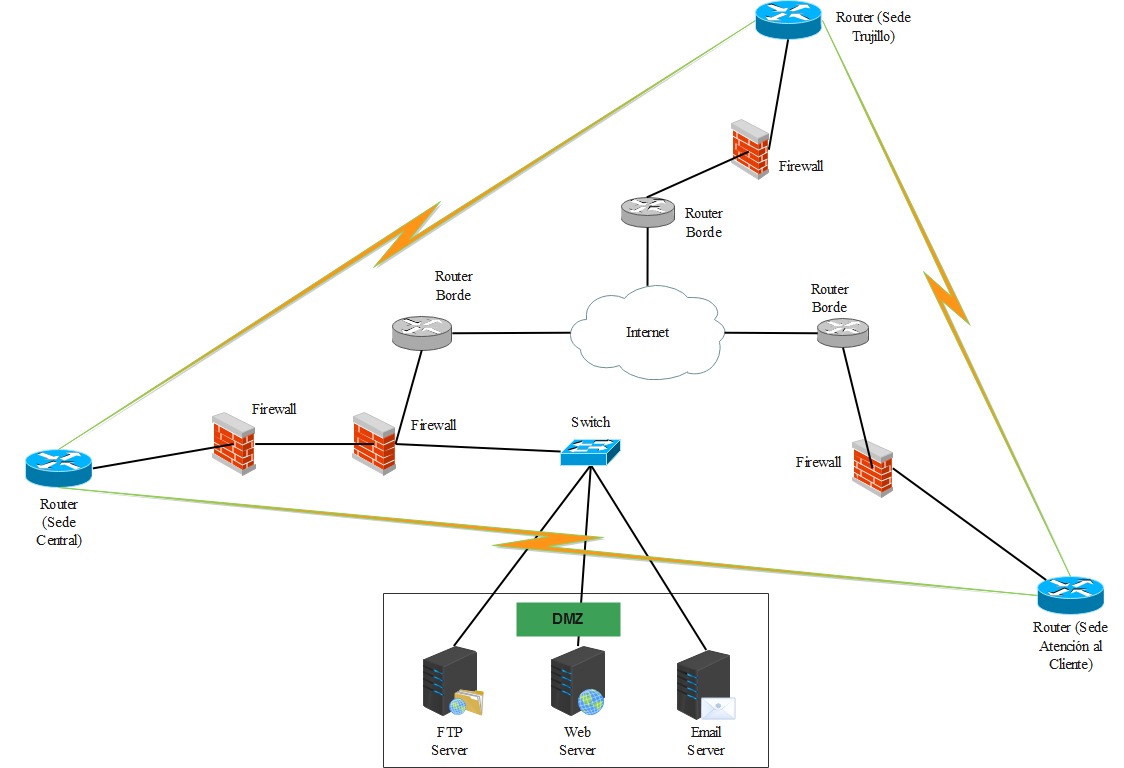 Router (Sede
Trujillo)
Firewall
Router
Borde
Router
Borde
Router
Borde
Internet
Firewall
Firewall
Switch
Firewall
Router
(Sede
Central)
DMZ
Router (Sede
Atención al
Cliente)
FTP
Server
Web
Server
Email
Server